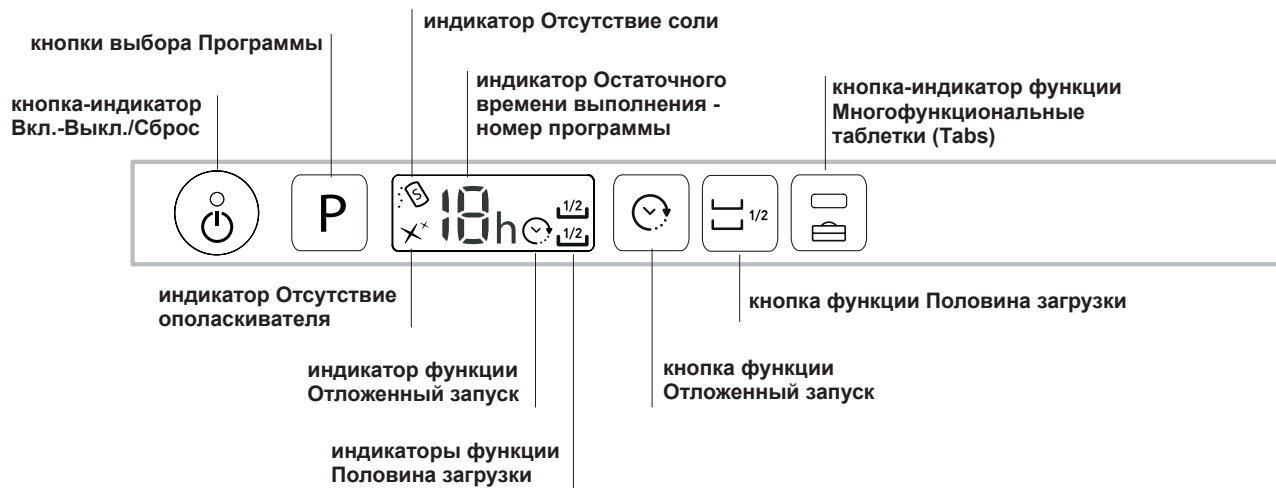 индикатор Отсутствие соли
кнопки выбора Программы
индикатор Остаточного
времени выполнения -
номер программы
кнопка-индикатор функции
Многофункциональные
таблетки (Tabs)
кнопка-индикатор
Вкл.-Выкл./Сброс
P
S
18h
1/2
1/2
1/2
индикатор Отсутствие
ополаскивателя
кнопка функции Половина загрузки
индикатор функции
Отложенный запуск
кнопка функции
Отложенный запуск
индикаторы функции
Половина загрузки